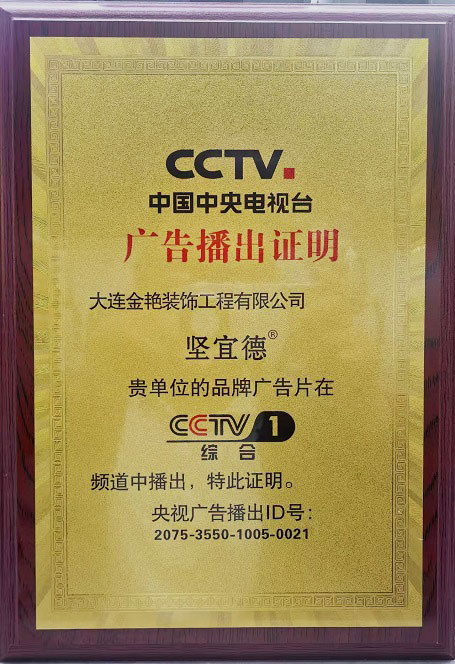 CCTV.
中国中央电视台
广告播出证明
大连金艳装饰工程有限公司
坚宜德®
贵单位的品牌广告片在
CCTV 1
综合
频道中播出，特此证明。
央视广告播出ID号：
2075-3550-1005-0021